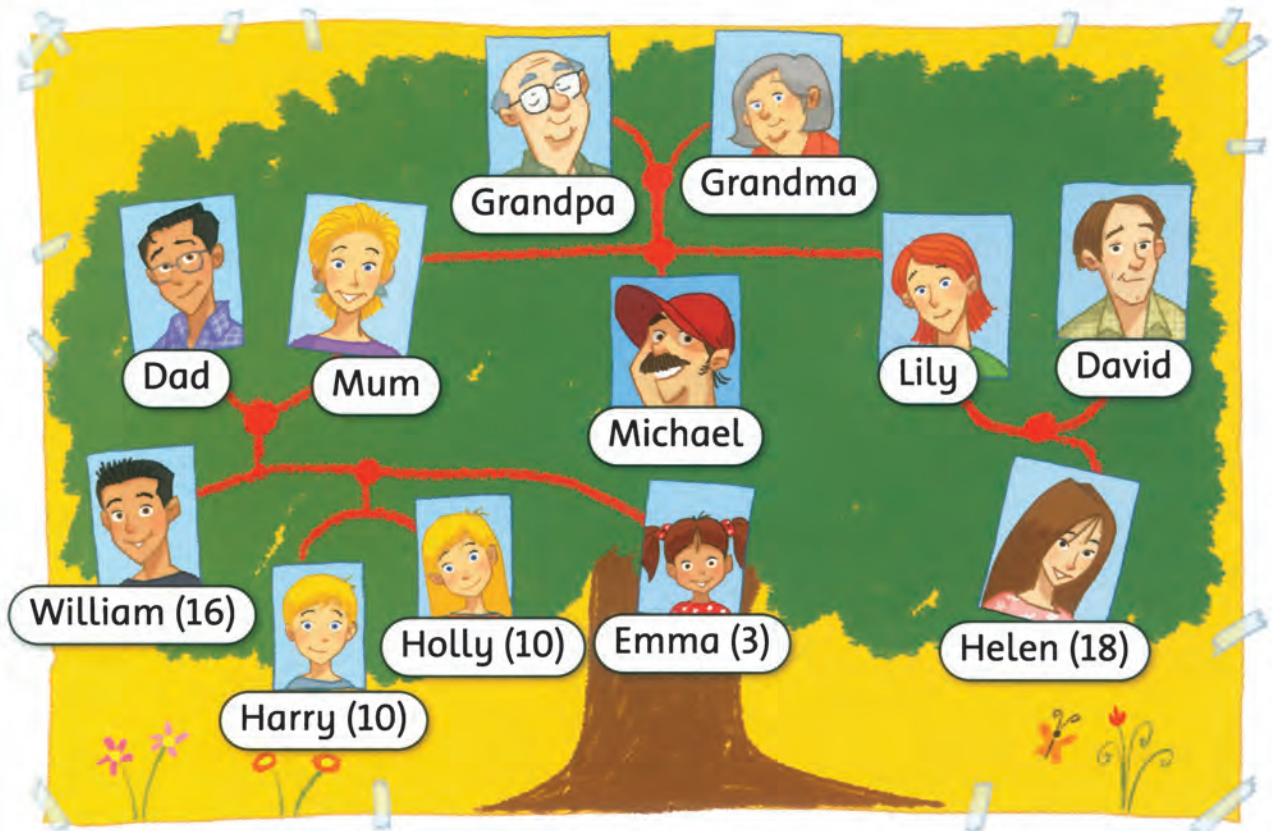 Grandpa
Grandma
Dad
Mum
Michael
Lily
David
William (16)
Harry (10)
Holly (10)
Emma (3)
Helen (18)